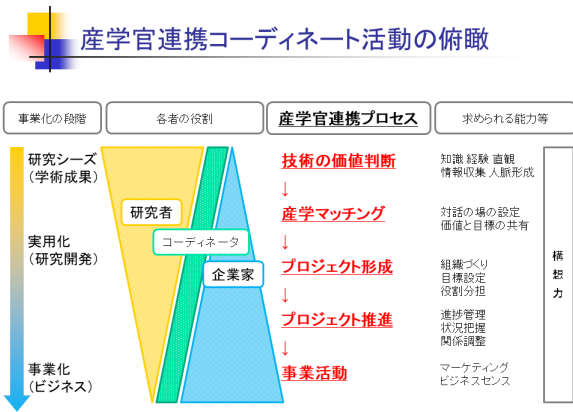 産学官連携コーディネート活動の俯瞰
事業化の段階
各者の役割
産学官連携プロセス
求められる能力等
研究シーズ
(学術成果)
実用化
(研究開発)
事業化
(ビジネス)
研究者
コーディネータ
企業家
技術の価値判断
↓
産学マッチング
↓
プロジェクト形成
↓
プロジェクト推進
↓
事業活動
知識 経験 直観
情報収集 人脈形成
対話の場の設定
価値と目標の共有
組織づくり
目標設定
役割分担
進捗管理
状況把握
関係調整
マーケティング
ビジネスセンス
構想力